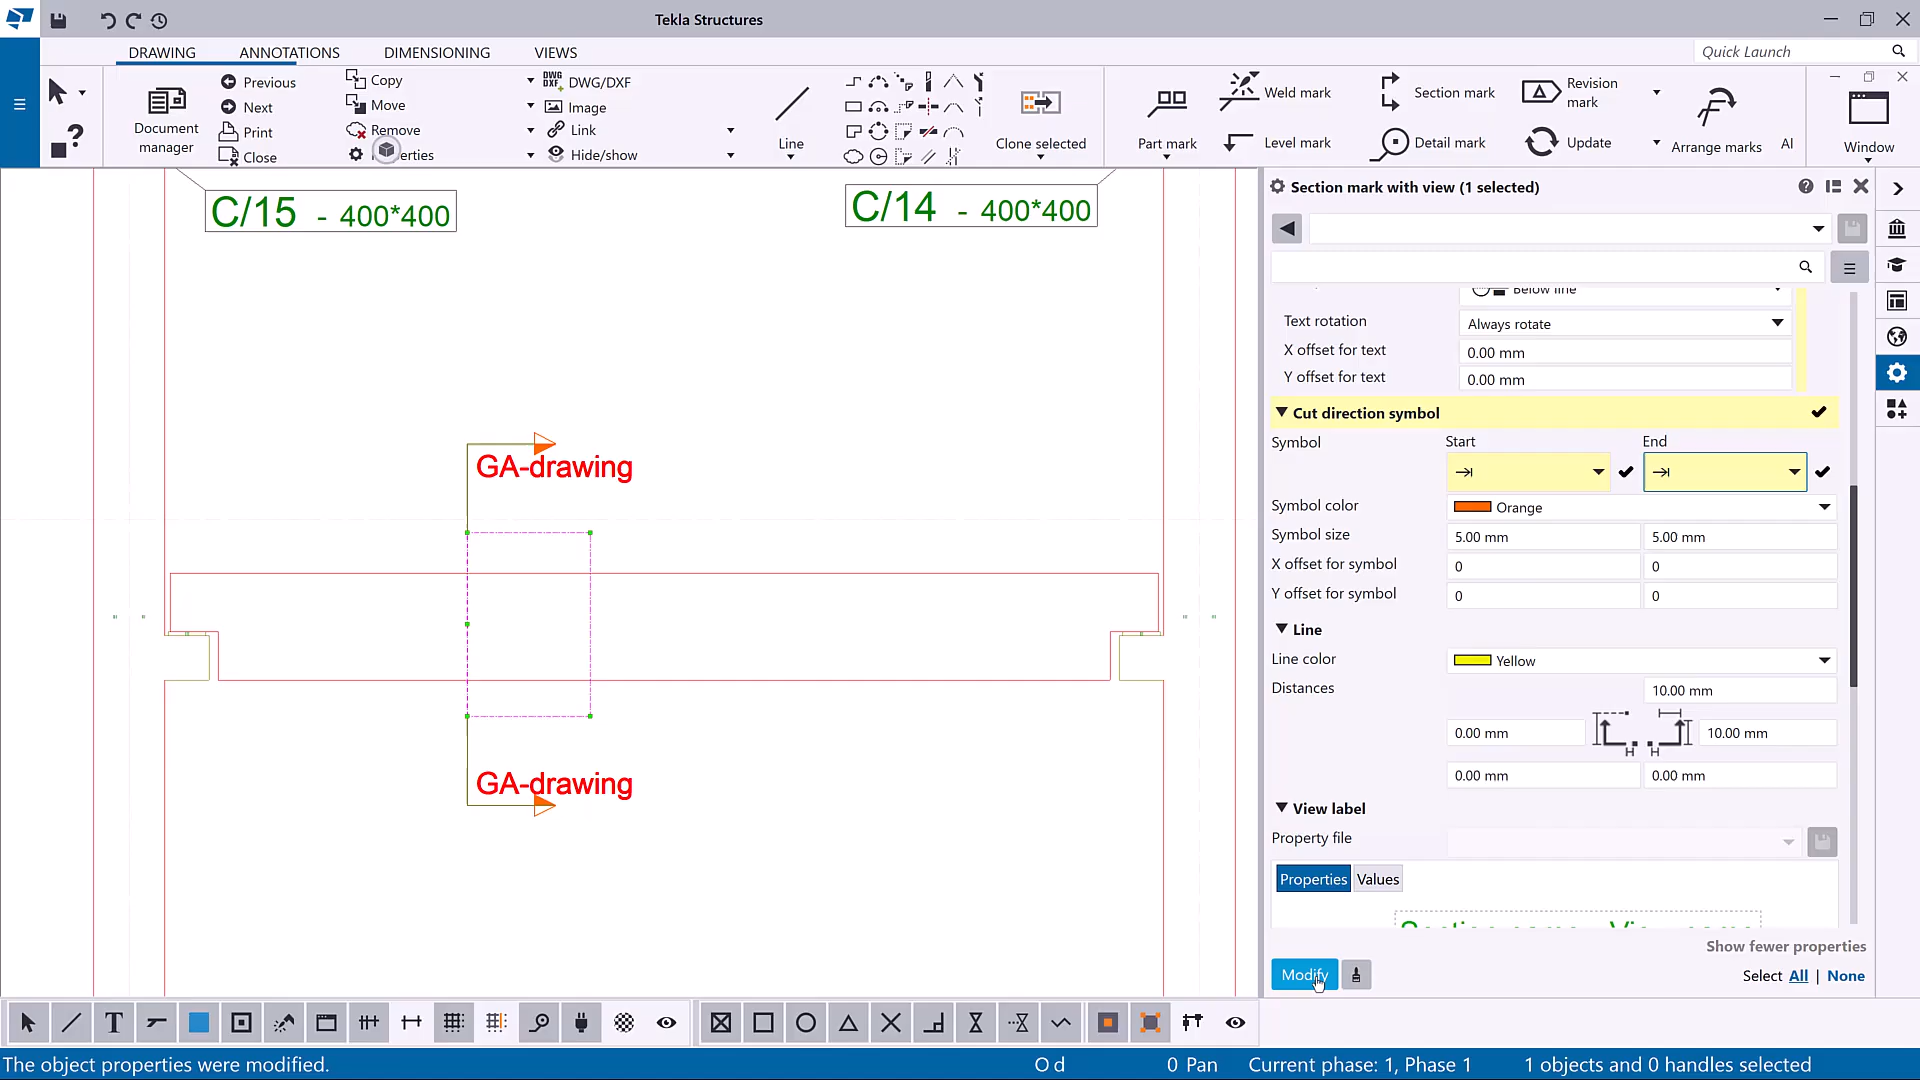 Tekla Structures
DRAWING ANNOTATIONS DIMENSIONING VIEWS
Quick Launch
Document manager
Previous
Next
Print
Close
Copy
Move
Remove
DWG/DXF
Image
Link
Hide/show
Line
Clone selected
Part mark
Weld mark
Level mark
Section mark
Detail mark
Revision mark
Update
Arrange marks
Al
Window
C/15 - 400*400
C/14 - 400*400
GA-drawing
GA-drawing
Section mark with view (1 selected)
Below line
Text rotation Always rotate
X offset for text 0.00 mm
Y offset for text 0.00 mm
Cut direction symbol
Symbol Start End
Symbol color Orange
Symbol size 5.00 mm 5.00 mm
X offset for symbol 0 0
Y offset for symbol 0 0
Line
Line color Yellow
Distances 10.00 mm
0.00 mm H H 10.00 mm
0.00 mm 0.00 mm
View label
Property file
Properties Values
Show fewer properties
Modify
Select All | None
The object properties were modified.
O d
0 Pan
Current phase: 1, Phase 1
1 objects and 0 handles selected